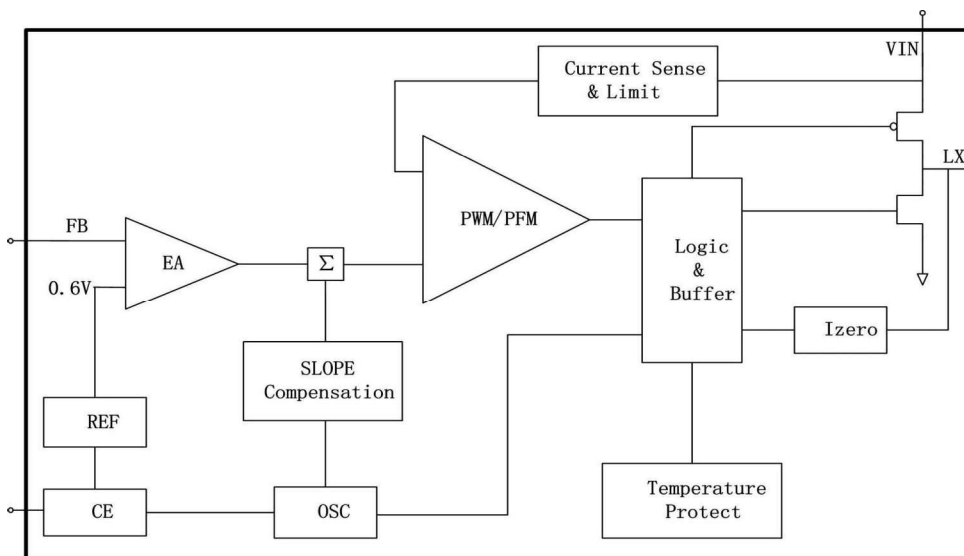 VIN
Current Sense
& Limit
LX
PWM/PFM
FB
EA
Σ
Logic
&
Buffer
0.6V
Izero
SLOPE
Compensation
REF
Temperature
Protect
CE
OSC